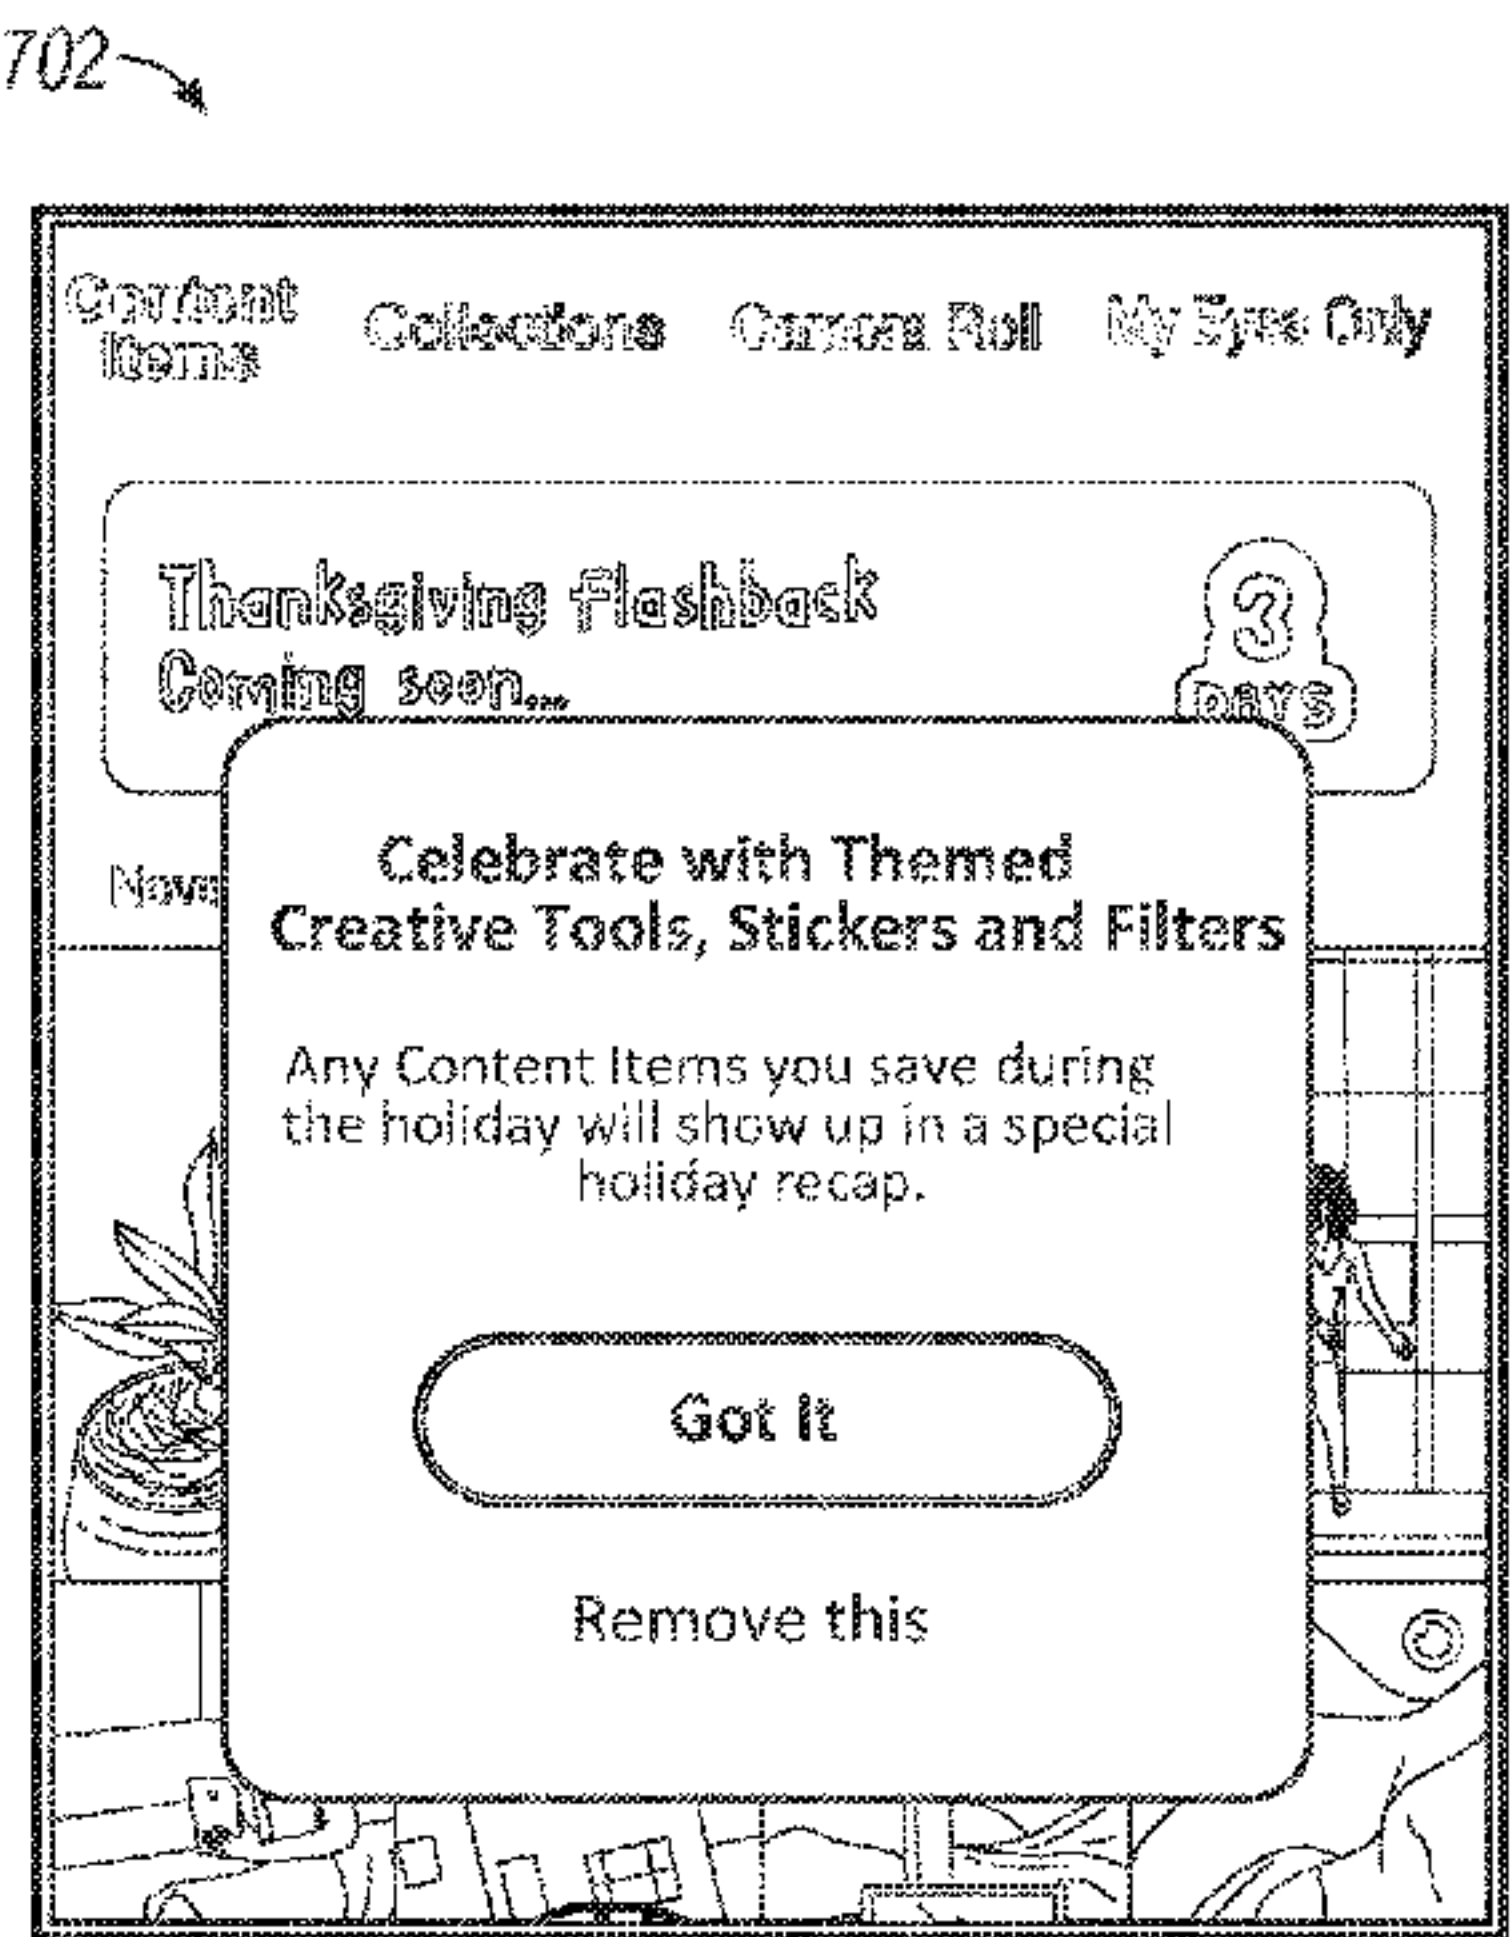 702
Content
Items
Collections
Camera Roll
My Eyes Only
Thanksgiving Flashback
Coming soon...
3
DAYS
Nove
Celebrate with Themed
Creative Tools, Stickers and Filters
Any Content Items you save during
the holiday will show up in a special
holiday recap.
Got It
Remove this